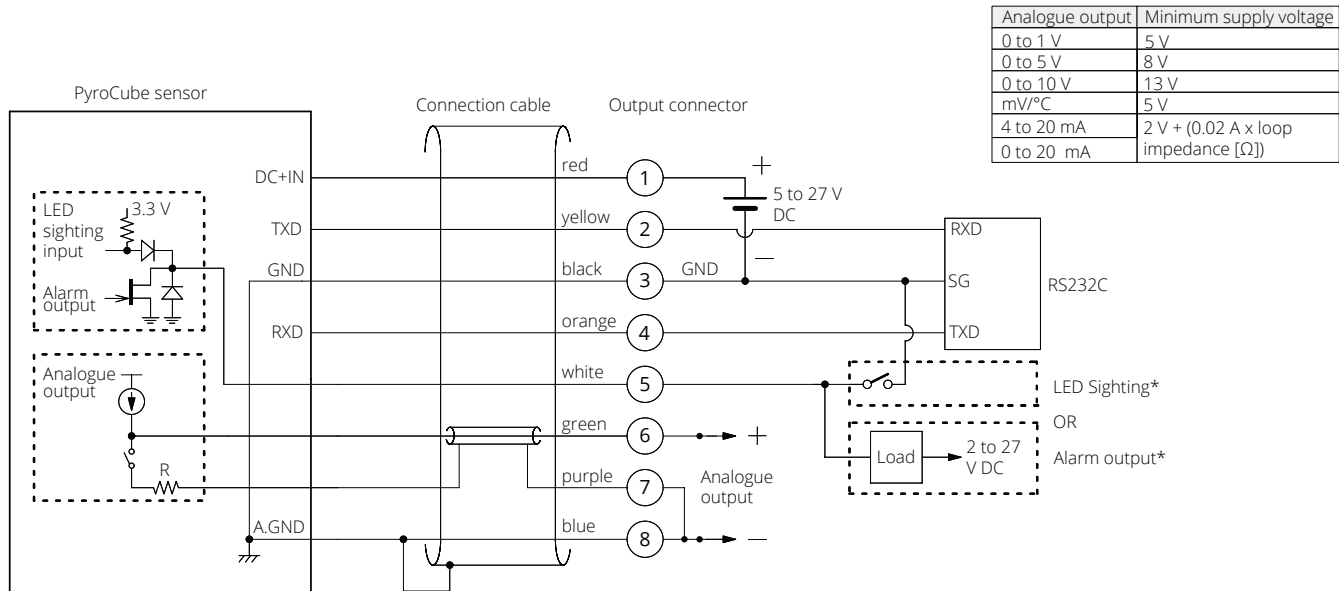 Analogue output Minimum supply voltage
0 to 1 V 5 V
0 to 5 V 8 V
0 to 10 V 13 V
mV/°C 5 V
4 to 20 mA 2 V + (0.02 A x loop
0 to 20 mA impedance [Ω])
PyroCube sensor
Connection cable
Output connector
DC+IN
red
1
+
5 to 27 V
DC
LED
sighting
input
3.3 V
TXD
yellow
2
RXD
−
GND
black
3
GND
SG
RS232C
Alarm
output
RXD
orange
4
TXD
white
5
LED Sighting*
Analogue
output
OR
green
6
+
Load
2 to 27
V DC
Alarm output*
R
purple
7
Analogue
output
A.GND
blue
8
—